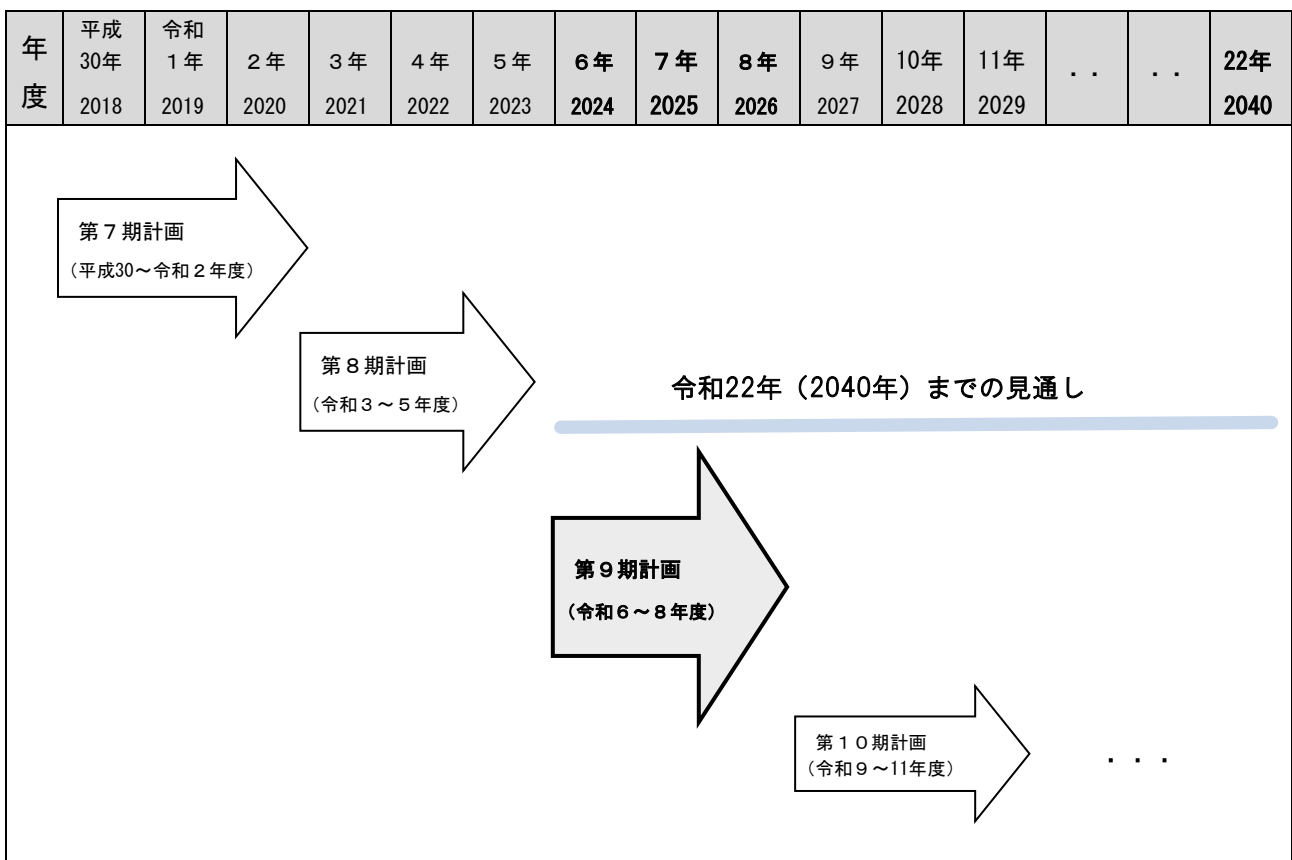 年度
平成30年 2018
令和1年 2019
2年 2020
3年 2021
4年 2022
5年 2023
6年 2024
7年 2025
8年 2026
9年 2027
10年 2028
11年 2029
．．
．．
22年 2040
第7期計画
（平成30～令和２年度）
第８期計画
（令和３～５年度）
令和22年（2040年）までの見通し
第９期計画
（令和６～８年度）
第１０期計画
（令和９～11年度）
．．．